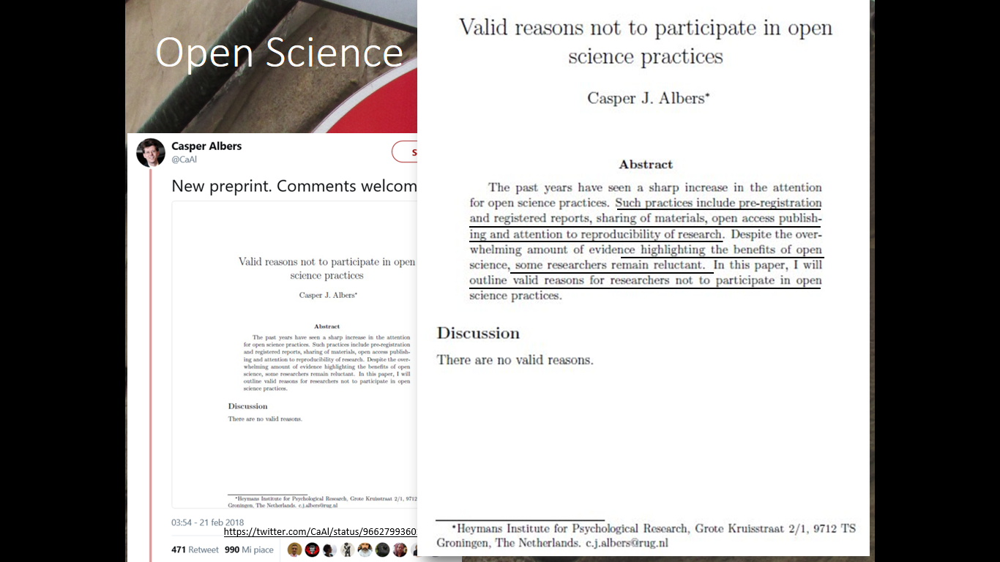 Open Science
Casper Albers
@CaAl
S
New preprint. Comments welcom
Valid reasons not to participate in open
science practices
Casper J. Albers*
Abstract
The past years have seen a sharp increase in the attention
for open science practices. Such practices include pre-registration
and registered reports, sharing of materials, open access publish-
ing and attention to reproducibility of research. Despite the over-
whelming amount of evidence highlighting the benefits of open
science, some researchers remain reluctant. In this paper, I will
outline valid reasons for researchers not to participate in open
science practices.
Discussion
There are no valid reasons.
*Heymans Institute for Psychological Research, Grote Kruisstraat 2/1, 9712
Groningen, The Netherlands. c.j.albers@rug.nl
03:54 - 21 feb 2018
https://twitter.com/CaAl/status/9662799360
471 Retweet 990 Mi piace
Valid reasons not to participate in open
science practices
Casper J. Albers*
Abstract
The past years have seen a sharp increase in the attention
for open science practices. Such practices include pre-registration
and registered reports, sharing of materials, open access publish-
ing and attention to reproducibility of research. Despite the over-
whelming amount of evidence highlighting the benefits of open
science, some researchers remain reluctant. In this paper, I will
outline valid reasons for researchers not to participate in open
science practices.
Discussion
There are no valid reasons.
*Heymans Institute for Psychological Research, Grote Kruisstraat 2/1, 9712 TS
Groningen, The Netherlands. c.j.albers@rug.nl